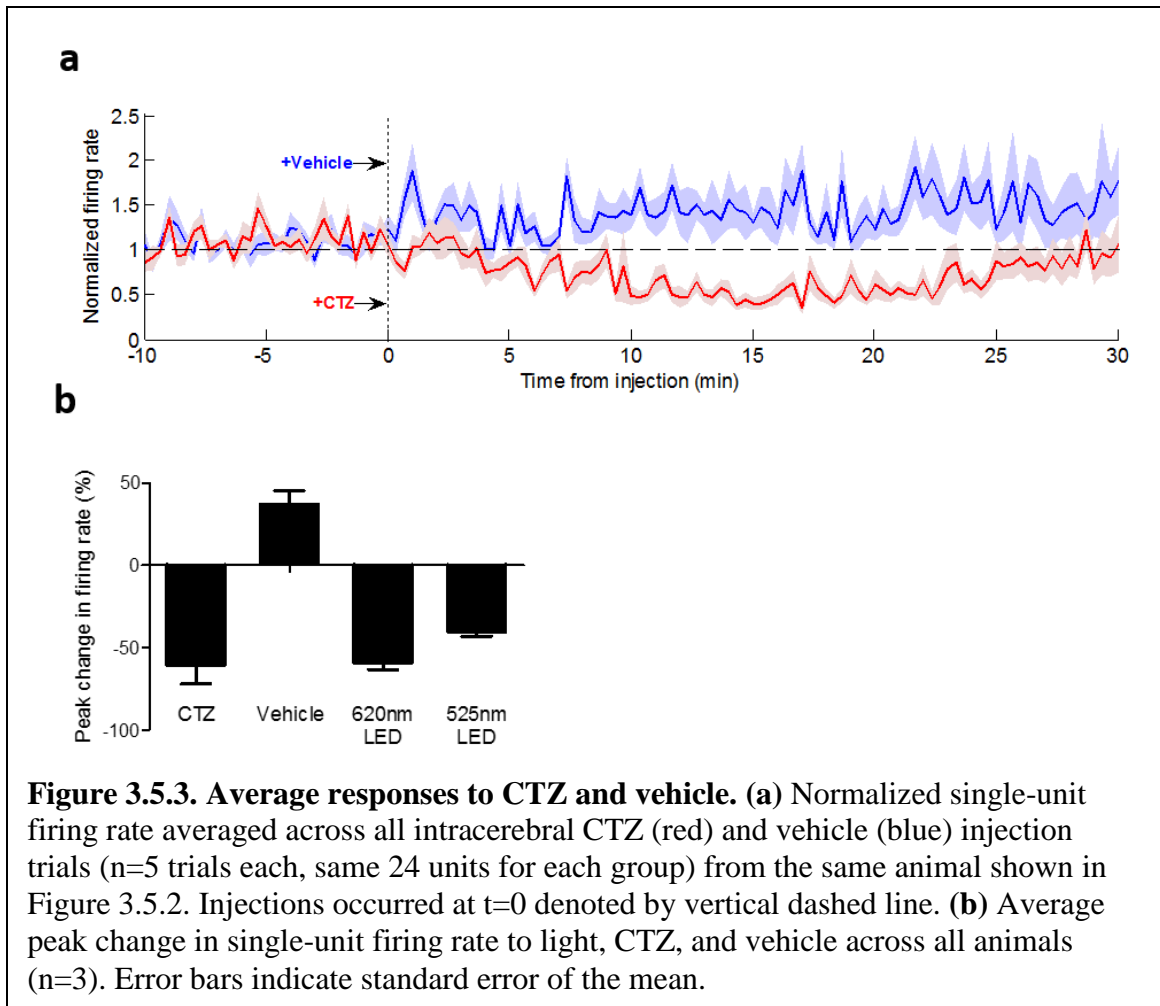 a
Normalized firing rate
2.5
2
1.5
1
0.5
0
+Vehicle
+CTZ
-10 -5 0 5 10 15 20 25 30
Time from injection (min)
b
Peak change in firing rate (%)
50
0
-50
-100
CTZ Vehicle 620nm LED 525nm LED
Figure 3.5.3. Average responses to CTZ and vehicle. (a) Normalized single-unit
firing rate averaged across all intracerebral CTZ (red) and vehicle (blue) injection
trials (n=5 trials each, same 24 units for each group) from the same animal shown in
Figure 3.5.2. Injections occurred at t=0 denoted by vertical dashed line. (b) Average
peak change in single-unit firing rate to light, CTZ, and vehicle across all animals
(n=3). Error bars indicate standard error of the mean.